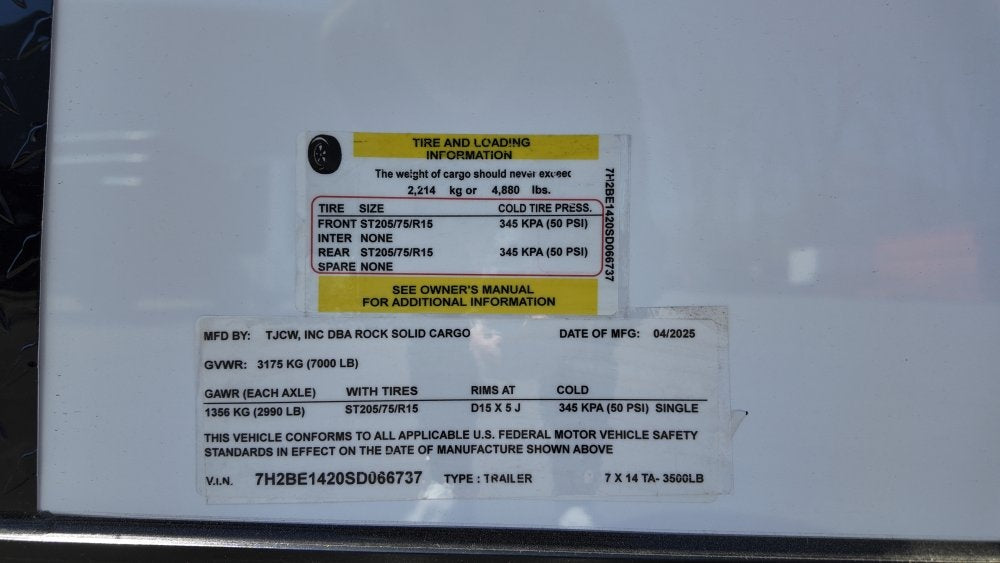 TIRE AND LOADING
INFORMATION
The weight of cargo should never exceed
2,214 kg or 4,880 lbs.
TIRE SIZE COLD TIRE PRESS.
FRONT ST205/75/R15 345 KPA (50 PSI)
INTER NONE
REAR ST205/75/R15 345 KPA (50 PSI)
SPARE NONE
SEE OWNER'S MANUAL
FOR ADDITIONAL INFORMATION
7H2BE1420SD066737
MFD BY: TJCW, INC DBA ROCK SOLID CARGO DATE OF MFG: 04/2025
GVWR: 3175 KG (7000 LB)
GAWR (EACH AXLE) WITH TIRES RIMS AT COLD
1356 KG (2990 LB) ST205/75/R15 D15 X 5 J 345 KPA (50 PSI) SINGLE
THIS VEHICLE CONFORMS TO ALL APPLICABLE U.S. FEDERAL MOTOR VEHICLE SAFETY
STANDARDS IN EFFECT ON THE DATE OF MANUFACTURE SHOWN ABOVE
V.I.N. 7H2BE1420SD066737 TYPE : TRAILER 7 X 14 TA- 3500LB